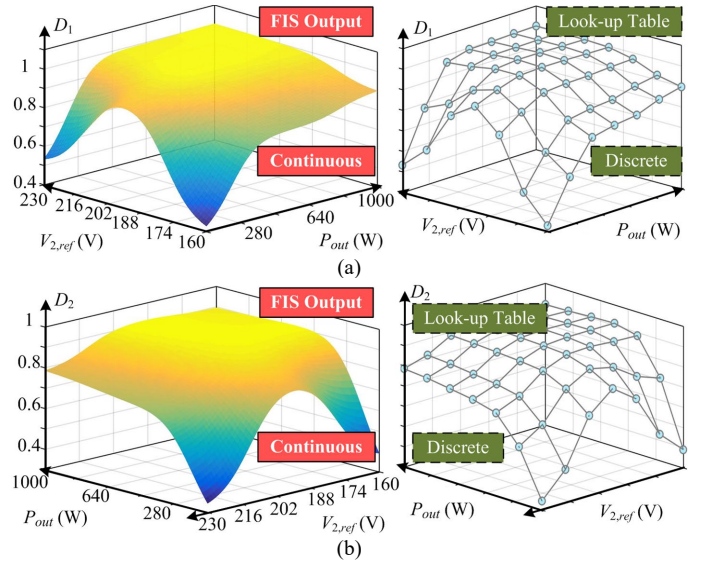 D1
FIS Output
D1
Look-up Table
1
0.8
0.6
Continuous
Discrete
0.4
230
216
202
188
174
160
280
640
1000
V2,ref (V)
Pout (W)
V2,ref (V)
Pout (W)
(a)
D2
FIS Output
D2
Look-up Table
1
0.8
0.6
0.4
Continuous
Discrete
1000
640
280
230
216
202
188
174
160
Pout (W)
V2,ref (V)
Pout (W)
V2,ref (V)
(b)